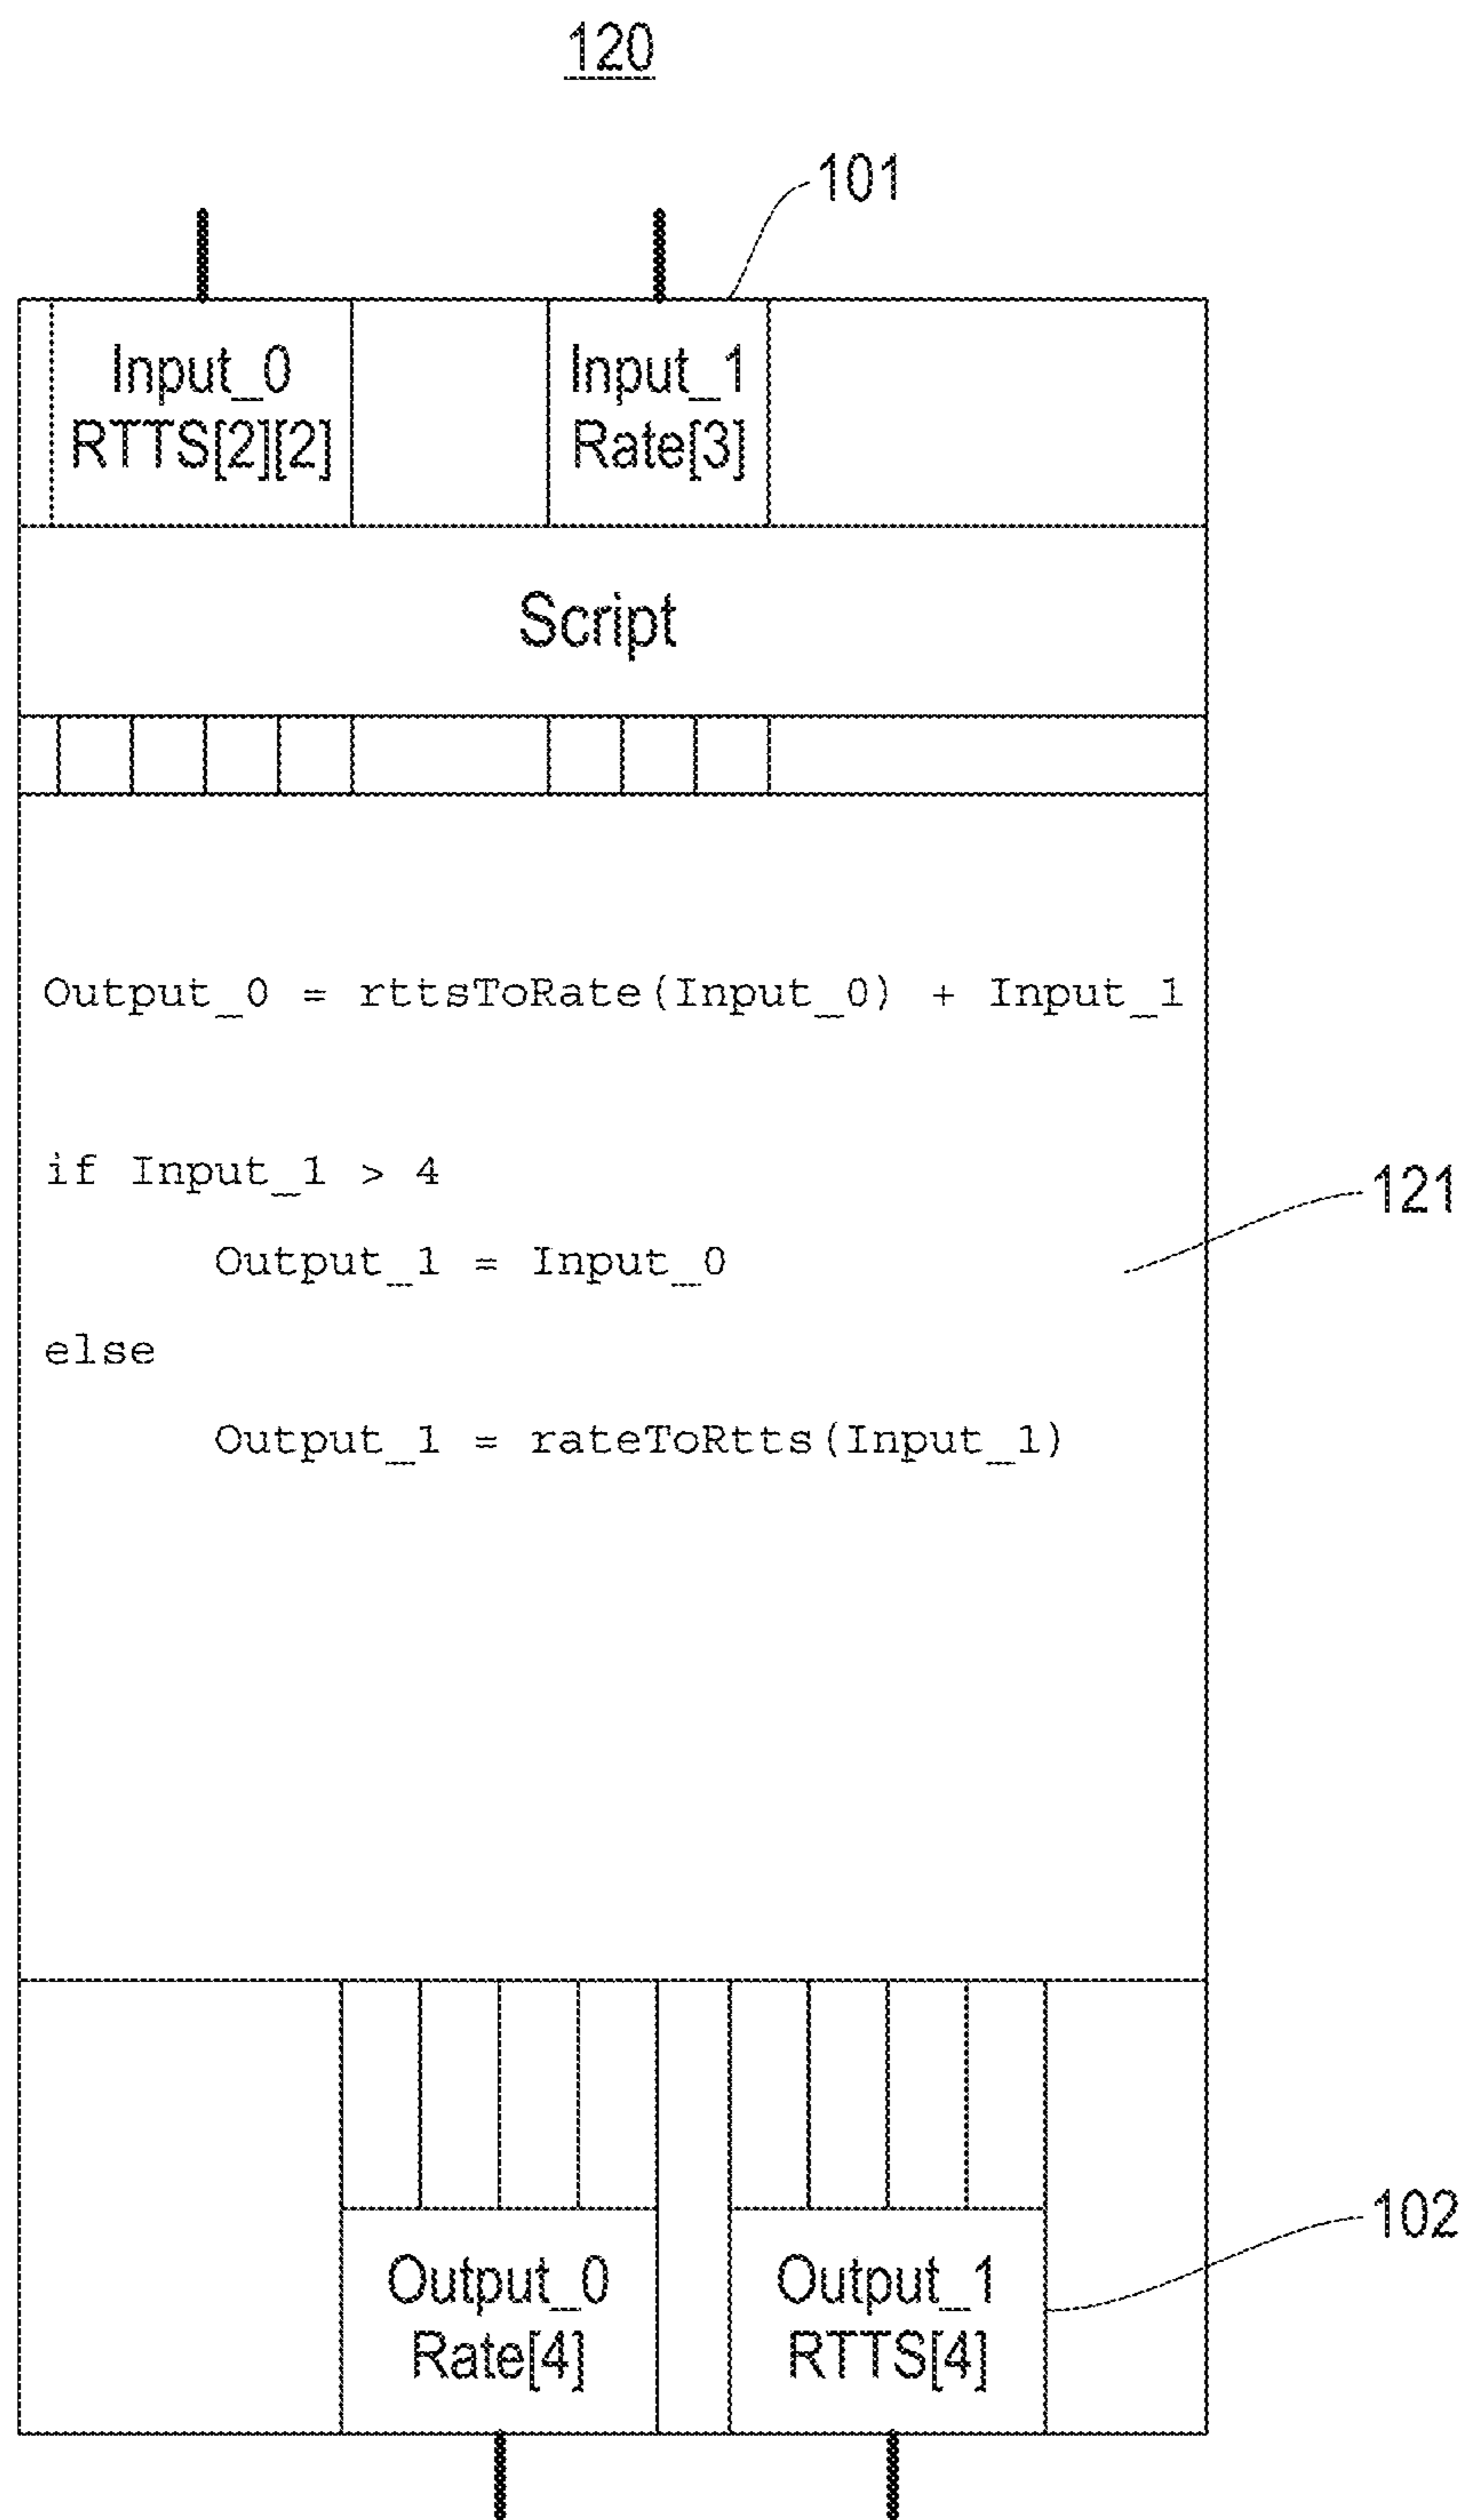 120
101
Input_0
RTTS[2][2]
Input_1
Rate[3]
Script
Output_0 = rttsToRate(Input_0) + Input_1
if Input_1 > 4
Output_1 = Input_0
else
Output_1 = rateToRtts(Input_1)
121
Output_0
Rate[4]
Output_1
RTTS[4]
102